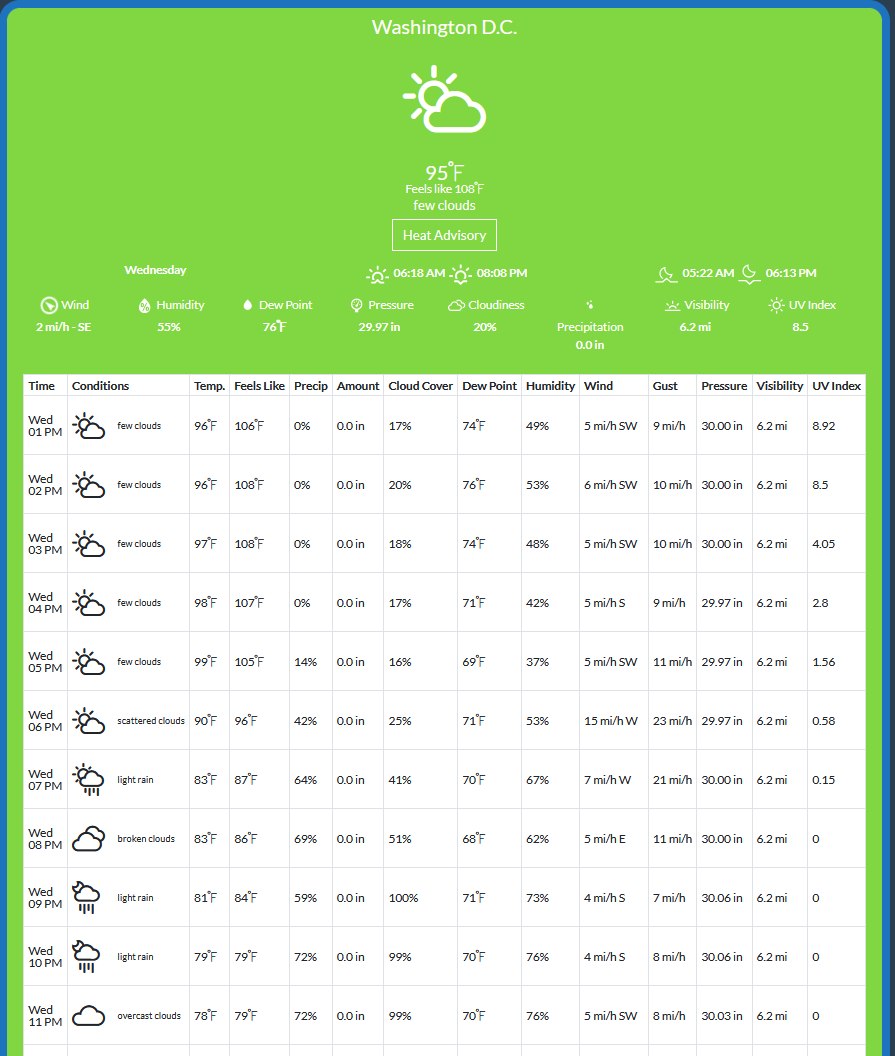 Washington D.C.
95°F
Feels like 108°F
few clouds
Heat Advisory
Wednesday 06:18 AM 08:08 PM 05:22 AM 06:13 PM
Wind Humidity Dew Point Pressure Cloudiness Visibility UV Index
2 mi/h - SE 55% 76°F 29.97 in 20% Precipitation 6.2 mi 8.5
0.0 in
Time Conditions Temp. Feels Like Precip Amount Cloud Cover Dew Point Humidity Wind Gust Pressure Visibility UV Index
Wed
01 PM few clouds 96°F 106°F 0% 0.0 in 17% 74°F 49% 5 mi/h SW 9 mi/h 30.00 in 6.2 mi 8.92
Wed
02 PM few clouds 96°F 108°F 0% 0.0 in 20% 76°F 53% 6 mi/h SW 10 mi/h 30.00 in 6.2 mi 8.5
Wed
03 PM few clouds 97°F 108°F 0% 0.0 in 18% 74°F 48% 5 mi/h SW 10 mi/h 30.00 in 6.2 mi 4.05
Wed
04 PM few clouds 98°F 107°F 0% 0.0 in 17% 71°F 42% 5 mi/h S 9 mi/h 29.97 in 6.2 mi 2.8
Wed
05 PM few clouds 99°F 105°F 14% 0.0 in 16% 69°F 37% 5 mi/h SW 11 mi/h 29.97 in 6.2 mi 1.56
Wed
06 PM scattered clouds 90°F 96°F 42% 0.0 in 25% 71°F 53% 15 mi/h W 23 mi/h 29.97 in 6.2 mi 0.58
Wed
07 PM light rain 83°F 87°F 64% 0.0 in 41% 70°F 67% 7 mi/h W 21 mi/h 30.00 in 6.2 mi 0.15
Wed
08 PM broken clouds 83°F 86°F 69% 0.0 in 51% 68°F 62% 5 mi/h E 11 mi/h 30.00 in 6.2 mi 0
Wed
09 PM light rain 81°F 84°F 59% 0.0 in 100% 71°F 73% 4 mi/h S 7 mi/h 30.06 in 6.2 mi 0
Wed
10 PM light rain 79°F 79°F 72% 0.0 in 99% 70°F 76% 4 mi/h S 8 mi/h 30.06 in 6.2 mi 0
Wed
11 PM overcast clouds 78°F 79°F 72% 0.0 in 99% 70°F 76% 5 mi/h SW 8 mi/h 30.03 in 6.2 mi 0